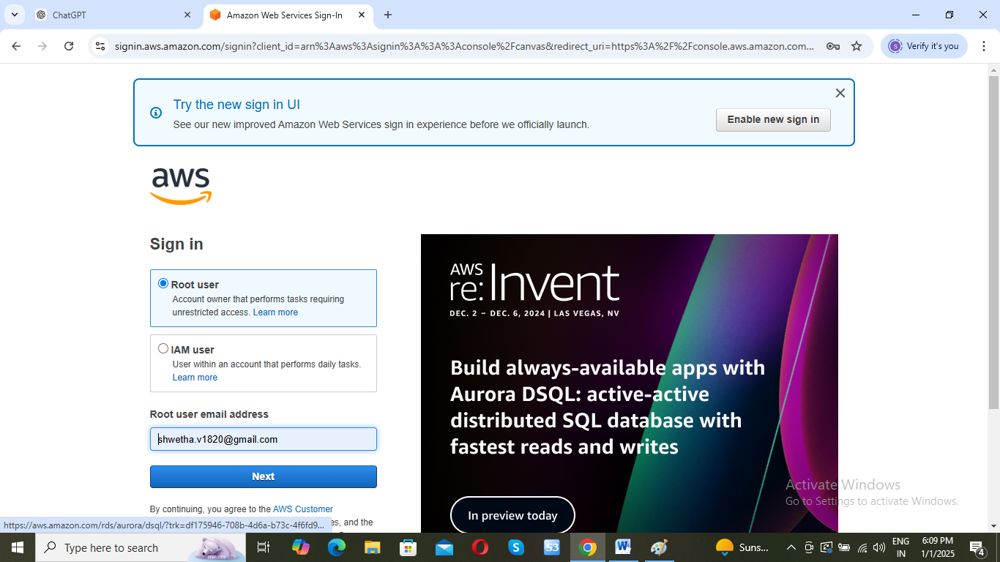 ChatGPT
Amazon Web Services Sign-In
signin.aws.amazon.com/signin?client_id=arn%3Aaws%3Asignin%3A%3A%3Aconsole%2Fcanvas&redirect_uri=https%3A%2F%2Fconsole.aws.amazon.com...
S
Verify it's you
Try the new sign in UI
See our new improved Amazon Web Services sign in experience before we officially launch.
Enable new sign in
aws
Sign in
Root user
Account owner that performs tasks requiring
unrestricted access. Learn more
IAM user
User within an account that performs daily tasks.
Learn more
Root user email address
shwetha.v1820@gmail.com
Next
By continuing, you agree to the AWS Customer
es, and the
AWS
re:Invent
DEC. 2 – DEC. 6, 2024 | LAS VEGAS, NV
Build always-available apps with
Aurora DSQL: active-active
distributed SQL database with
fastest reads and writes
In preview today
Activate Windows
Go to Settings to activate Windows.
https://aws.amazon.com/rds/aurora/dsql/?trk=df175946-708b-4d6a-b73c-4f6fd9...
Type here to search
S3
Suns...
ENG
IN
6:09 PM
1/1/2025
4